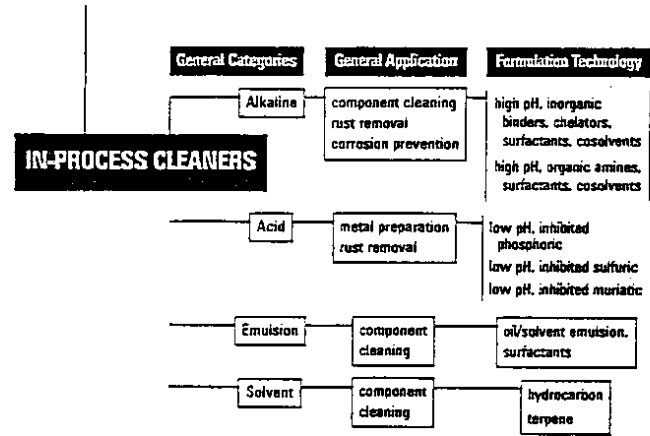 General Categories
General Application
Formulation Technology
IN-PROCESS CLEANERS
Alkaline
component cleaning
rust removal
corrosion prevention
high pH, inorganic
binders, chelators,
surfactants, cosolvents
high pH, organic amines,
surfactants, cosolvents
Acid
metal preparation
rust removal
low pH, inhibited
phosphoric
low pH, inhibited sulfuric
low pH, inhibited muriatic
Emulsion
component
cleaning
oil/solvent emulsion,
surfactants
Solvent
component
cleaning
hydrocarbon
terpene